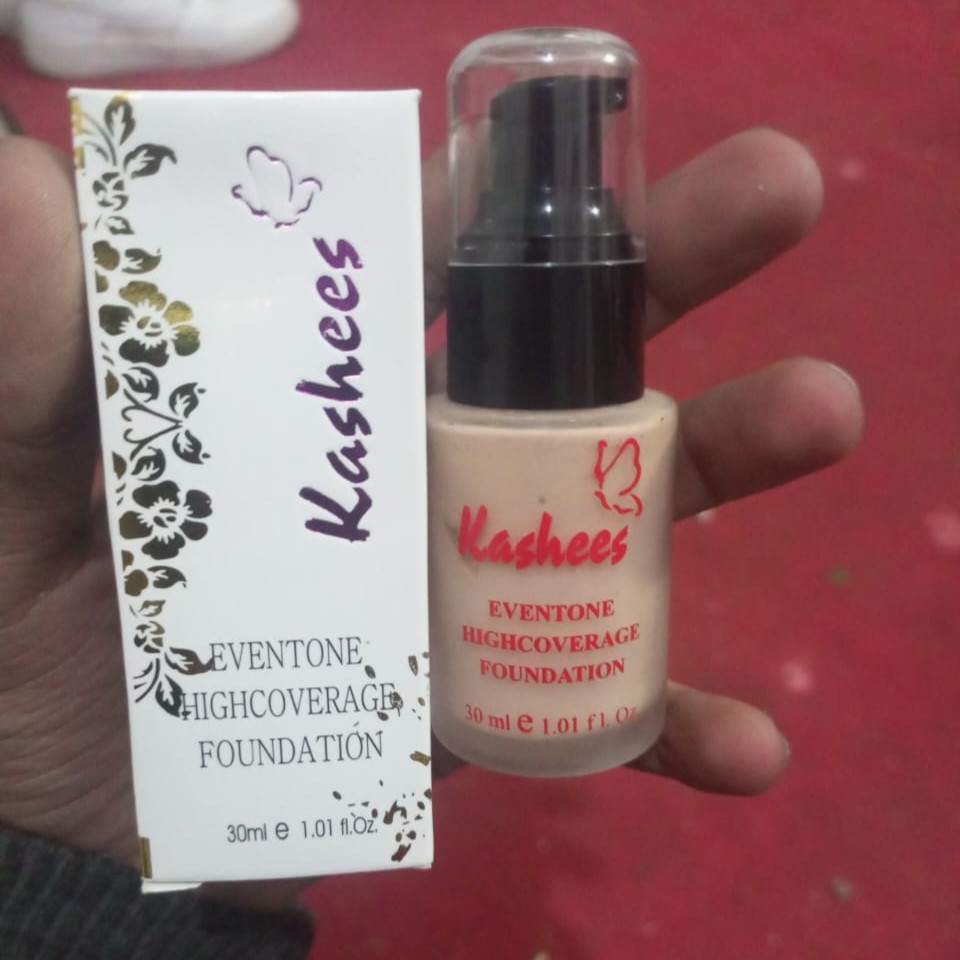 Kashees
EVENTONE
HIGHCOVERAGE
FOUNDATION
30ml e 1.01 fl.Oz.
Kashees
EVENTONE
HIGHCOVERAGE
FOUNDATION
30 ml e 1.01 f l. Oz.